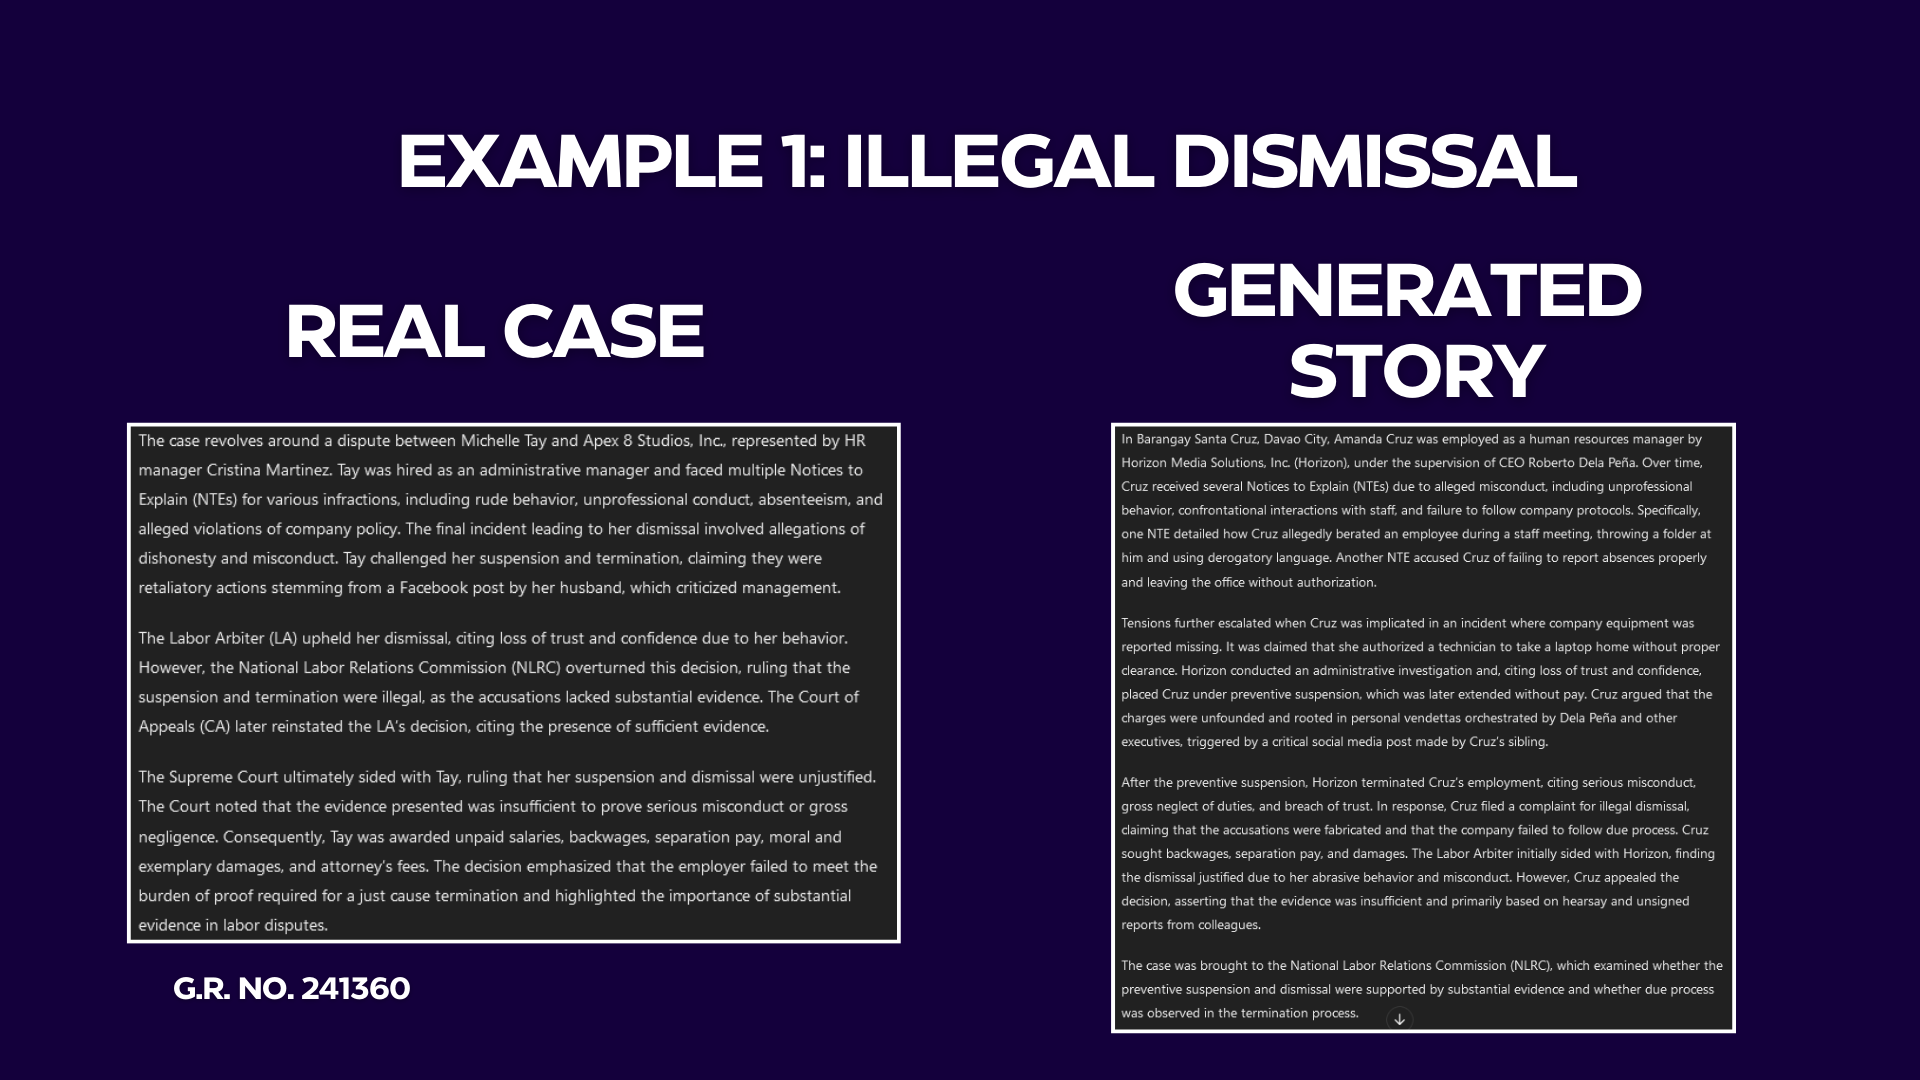 EXAMPLE 1: ILLEGAL DISMISSAL
REAL CASE
The case revolves around a dispute between Michelle Tay and Apex 8 Studios, Inc., represented by HR
manager Cristina Martinez. Tay was hired as an administrative manager and faced multiple Notices to
Explain (NTEs) for various infractions, including rude behavior, unprofessional conduct, absenteeism, and
alleged violations of company policy. The final incident leading to her dismissal involved allegations of
dishonesty and misconduct. Tay challenged her suspension and termination, claiming they were
retaliatory actions stemming from a Facebook post by her husband, which criticized management.
The Labor Arbiter (LA) upheld her dismissal, citing loss of trust and confidence due to her behavior.
However, the National Labor Relations Commission (NLRC) overturned this decision, ruling that the
suspension and termination were illegal, as the accusations lacked substantial evidence. The Court of
Appeals (CA) later reinstated the LA's decision, citing the presence of sufficient evidence.
The Supreme Court ultimately sided with Tay, ruling that her suspension and dismissal were unjustified.
The Court noted that the evidence presented was insufficient to prove serious misconduct or gross
negligence. Consequently, Tay was awarded unpaid salaries, backwages, separation pay, moral and
exemplary damages, and attorney's fees. The decision emphasized that the employer failed to meet the
burden of proof required for a just cause termination and highlighted the importance of substantial
evidence in labor disputes.
G.R. NO. 241360
GENERATED
STORY
In Barangay Santa Cruz, Davao City, Amanda Cruz was employed as a human resources manager by
Horizon Media Solutions, Inc. (Horizon), under the supervision of CEO Roberto Dela Peña. Over time,
Cruz received several Notices to Explain (NTEs) due to alleged misconduct, including unprofessional
behavior, confrontational interactions with staff, and failure to follow company protocols. Specifically,
one NTE detailed how Cruz allegedly berated an employee during a staff meeting, throwing a folder at
him and using derogatory language. Another NTE accused Cruz of failing to report absences properly
and leaving the office without authorization.
Tensions further escalated when Cruz was implicated in an incident where company equipment was
reported missing. It was claimed that she authorized a technician to take a laptop home without proper
clearance. Horizon conducted an administrative investigation and, citing loss of trust and confidence,
placed Cruz under preventive suspension, which was later extended without pay. Cruz argued that the
charges were unfounded and rooted in personal vendettas orchestrated by Dela Peña and other
executives, triggered by a critical social media post made by Cruz's sibling.
After the preventive suspension, Horizon terminated Cruz's employment, citing serious misconduct,
gross neglect of duties, and breach of trust. In response, Cruz filed a complaint for illegal dismissal,
claiming that the accusations were fabricated and that the company failed to follow due process. Cruz
sought backwages, separation pay, and damages. The Labor Arbiter initially sided with Horizon, finding
the dismissal justified due to her abrasive behavior and misconduct. However, Cruz appealed the
decision, asserting that the evidence was insufficient and primarily based on hearsay and unsigned
reports from colleagues.
The case was brought to the National Labor Relations Commission (NLRC), which examined whether the
preventive suspension and dismissal were supported by substantial evidence and whether due process
was observed in the termination process.